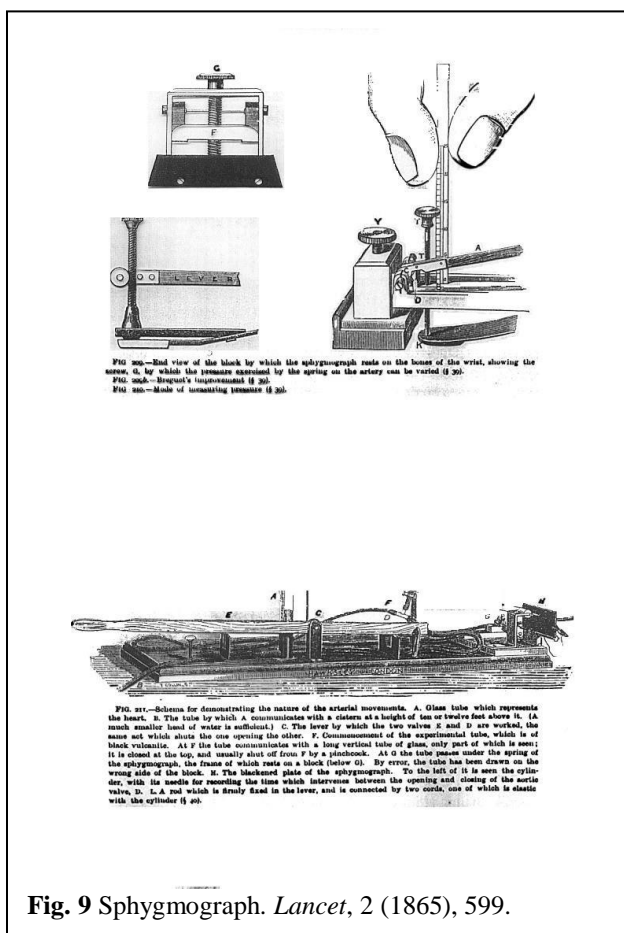 G
F
LEVER
Y
T
A
D
H
FIG 209.—End view of the block by which the sphygmograph rests on the bones of the wrist, showing the
screw, G, by which the pressure exercised by the spring on the artery can be varied (§ 39).
FIG. 209b.—Breguet's improvement (§ 39).
FIG. 210.—Mode of measuring pressure (§ 39).
A
E
C
F
D
G
H
LONDON
FIG. 211.—Schema for demonstrating the nature of the arterial movements. A. Glass tube which represents
the heart. B. The tube by which A communicates with a cistern at a height of ten or twelve feet above it. (A
much smaller head of water is sufficient.) C. The lever by which the two valves E and D are worked, the
same act which shuts the one opening the other. F. Commencement of the experimental tube, which is of
black vulcanite. At F the tube communicates with a long vertical tube of glass, only part of which is seen;
it is closed at the top, and usually shut off from F by a pinchcock. At G the tube passes under the spring of
the sphygmograph, the frame of which rests on a block (below G). By error, the tube has been drawn on the
wrong side of the block. H. The blackened plate of the sphygmograph. To the left of it is seen the cylin-
der, with its needle for recording the time which intervenes between the opening and closing of the aortic
valve, D. L. A rod which is firmly fixed in the lever, and is connected by two cords, one of which is elastic
with the cylinder (§ 40)
Fig. 9 Sphygmograph. Lancet, 2 (1865), 599.